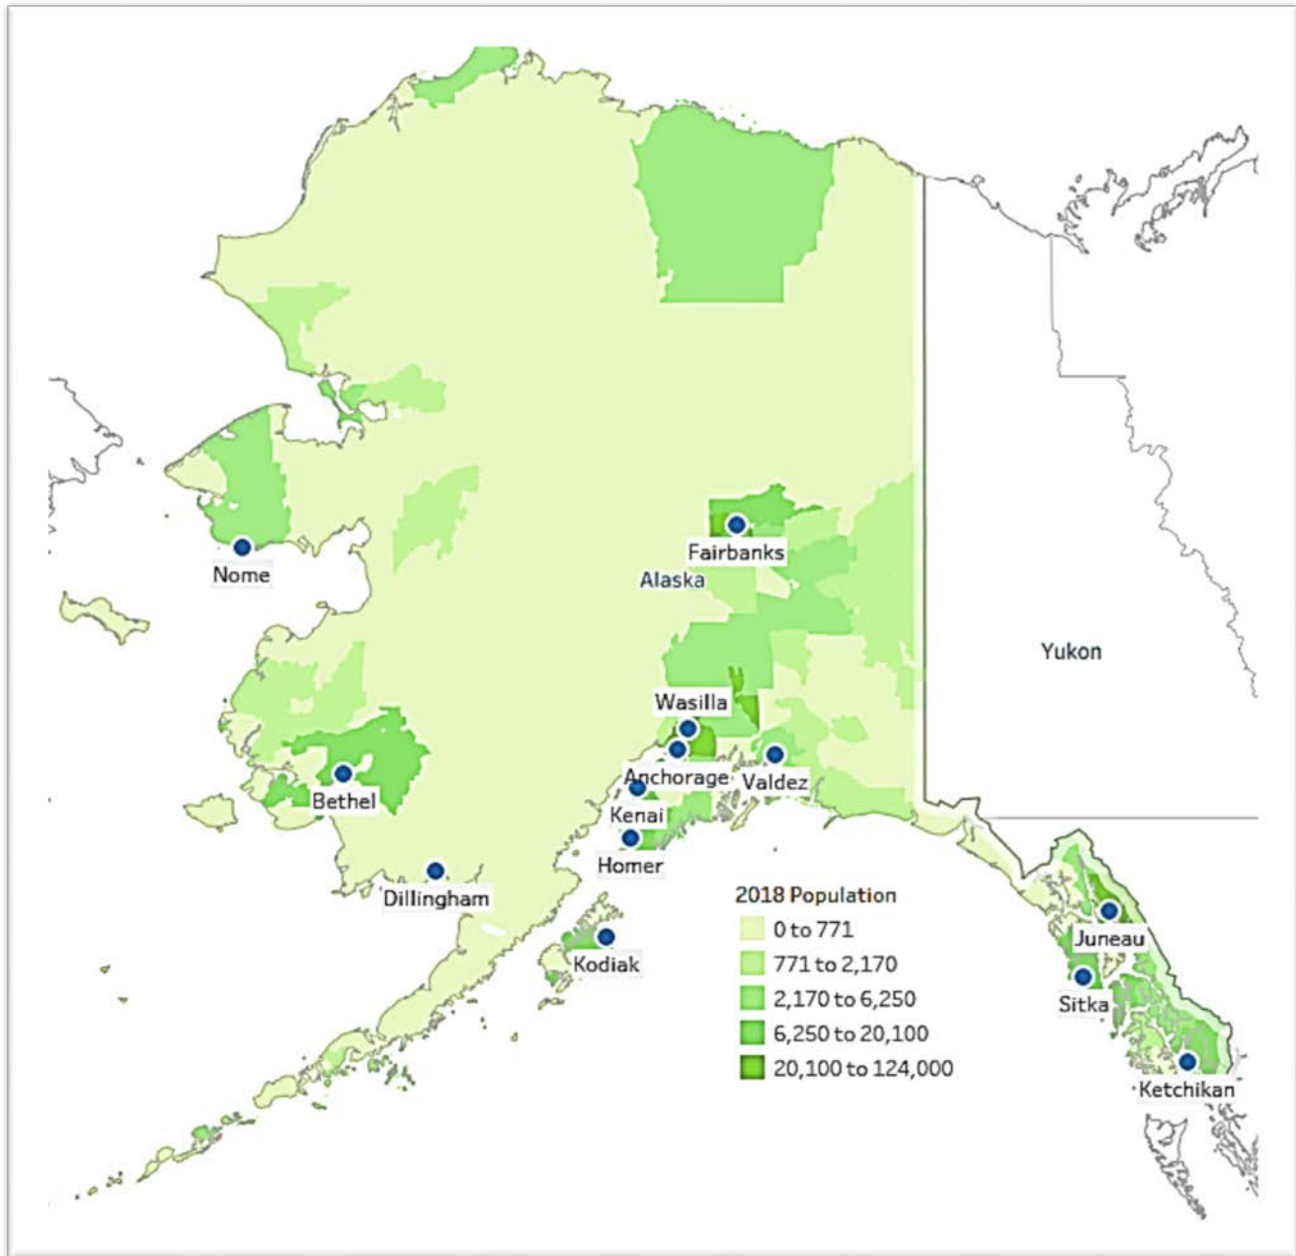 Fairbanks
Nome
Alaska
Yukon
Wasilla
Anchorage
Valdez
Bethel
Kenai
Homer
Dillingham
2018 Population
0 to 771
771 to 2,170
2,170 to 6,250
6,250 to 20,100
20,100 to 124,000
Kodiak
Juneau
Sitka
Ketchikan